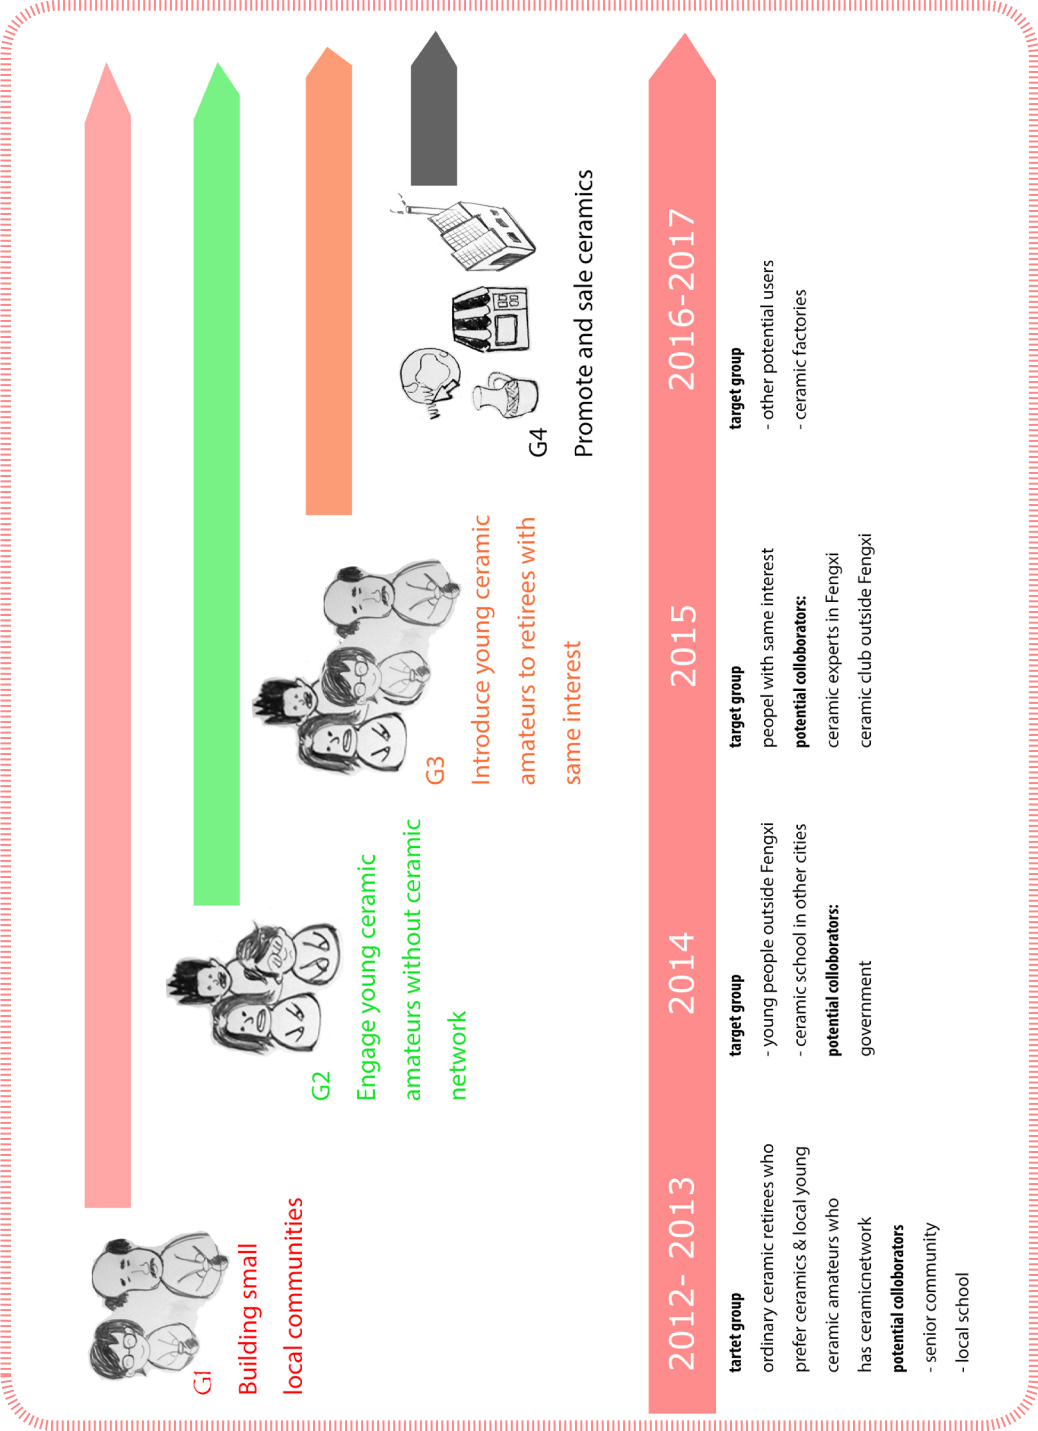 G1
Building small
local communities
G2
Engage young ceramic
amateurs without ceramic
network
G3
Introduce young ceramic
amateurs to retirees with
same interest
G4
Promote and sale ceramics
2012- 2013
2014
2015
2016-2017
tartet group
ordinary ceramic retirees who
prefer ceramics & local young
ceramic amateurs who
has ceramicnetwork
potential colloborators
- senior community
- local school
target group
- young people outside Fengxi
- ceramic school in other cities
potential collaborators:
government
target group
peopel with same interest
potential collaborators:
ceramic experts in Fengxi
ceramic club outside Fengxi
target group
- other potential users
- ceramic factories